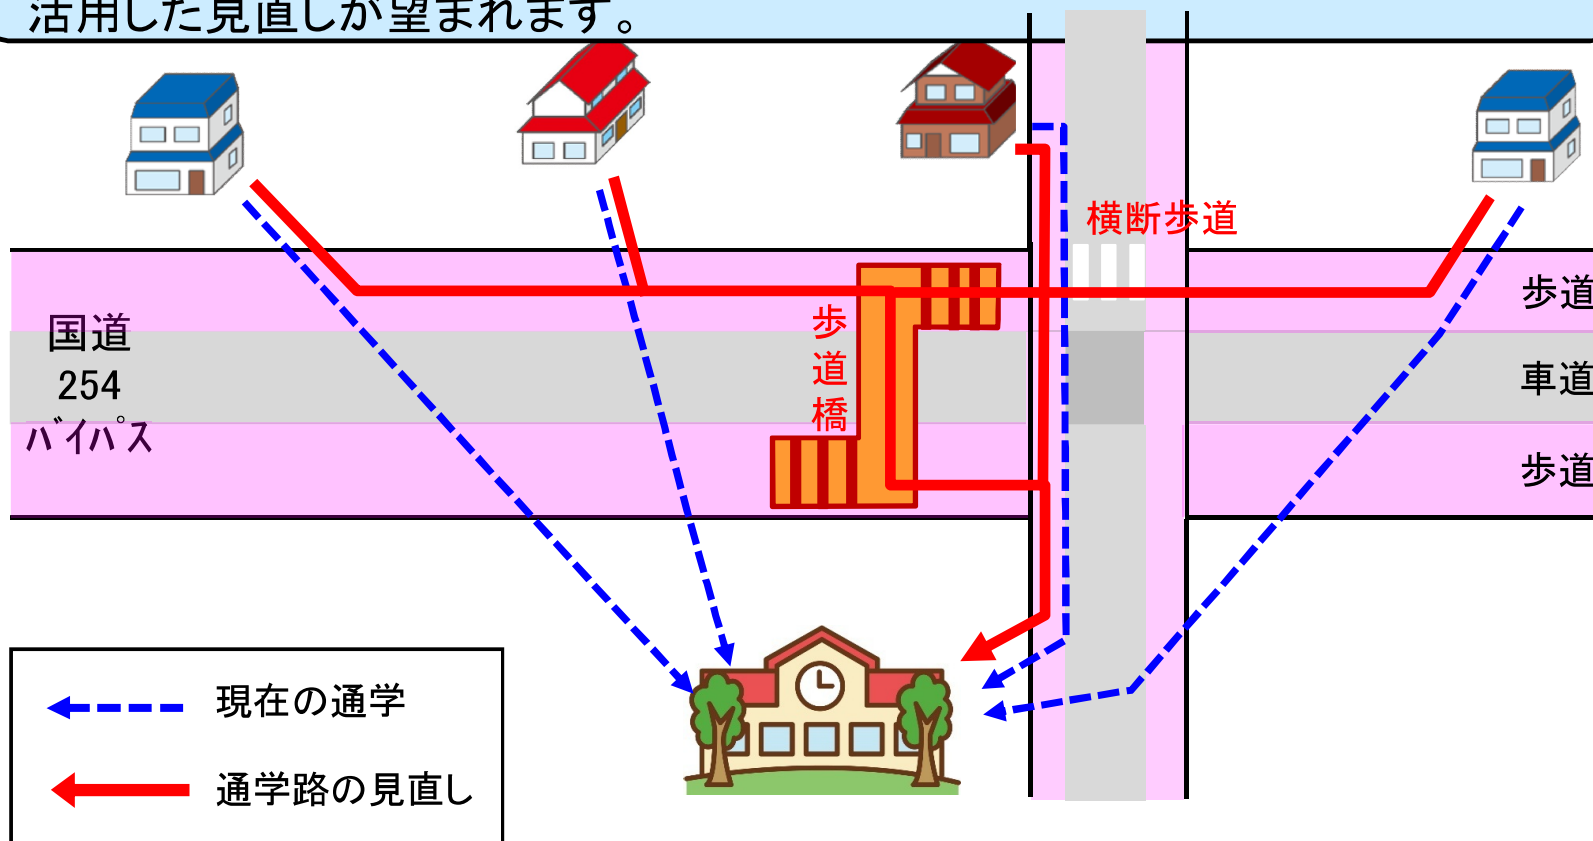 活用した見直しが望まれます。
横断歩道
国道
254
バイパス
歩道橋
歩道
車道
歩道
現在の通学
通学路の見直し